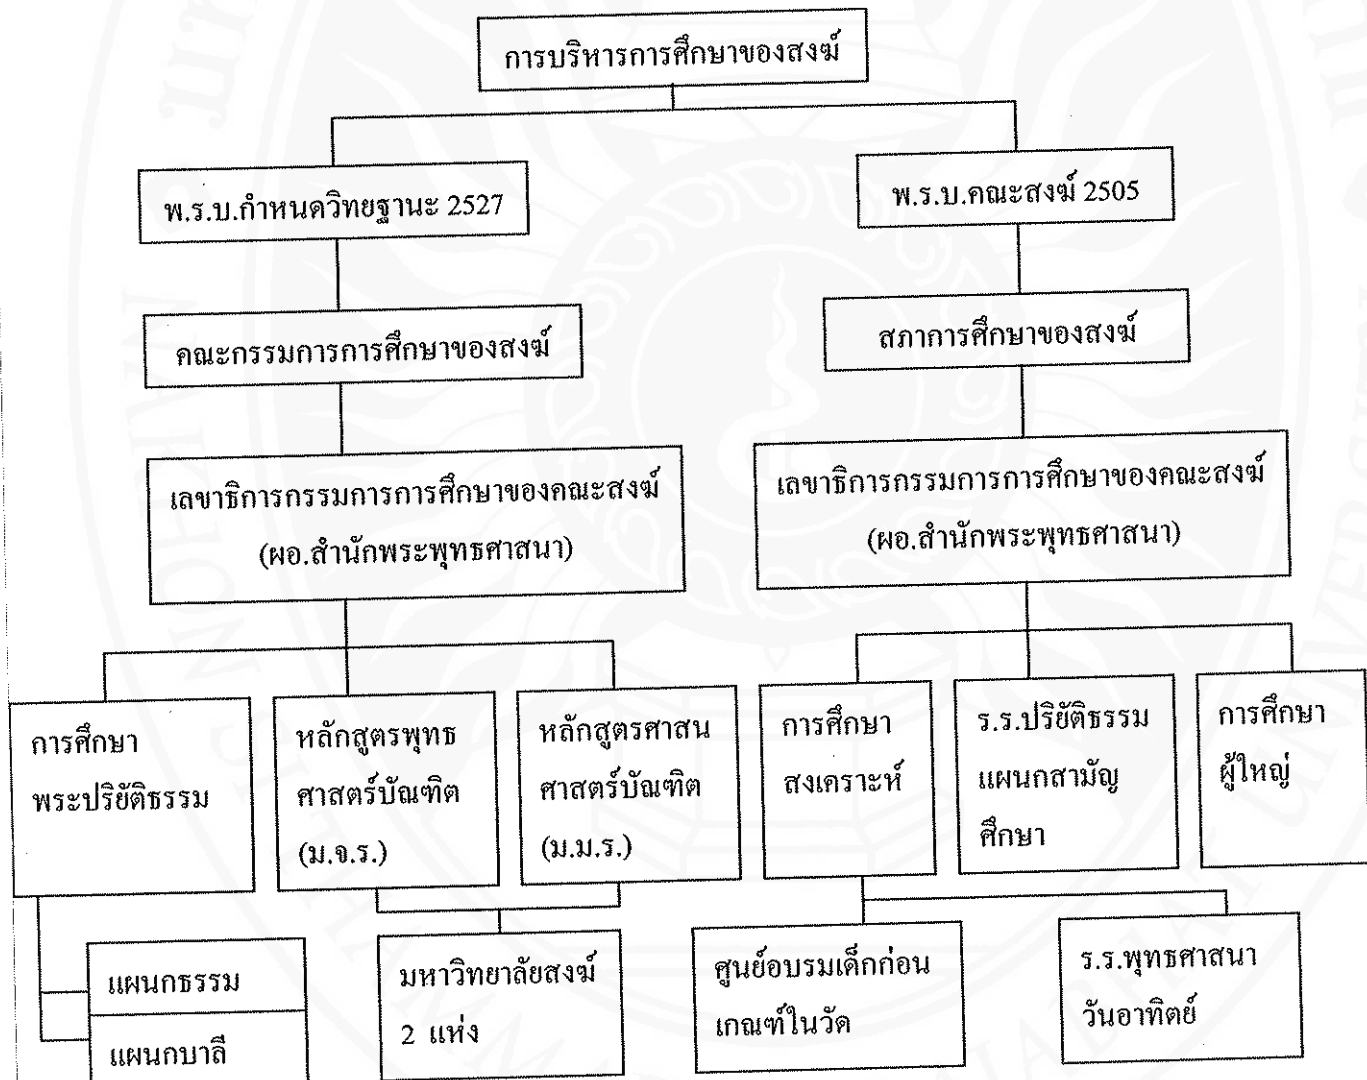 การบริหารการศึกษาของสงฆ์
พ.ร.บ.กำหนดวิทยฐานะ 2527
พ.ร.บ.คณะสงฆ์ 2505
คณะกรรมการการศึกษาของสงฆ์
สภาการศึกษาของสงฆ์
เลขาธิการกรรมการการศึกษาของคณะสงฆ์
(ผอ.สำนักพระพุทธศาสนา)
เลขาธิการกรรมการการศึกษาของคณะสงฆ์
(ผอ.สำนักพระพุทธศาสนา)
การศึกษา
พระปริยัติธรรม
หลักสูตรพุทธ
ศาสตร์บัณฑิต
(ม.จ.ร.)
หลักสูตรศาสน
ศาสตร์บัณฑิต
(ม.ม.ร.)
การศึกษา
สงเคราะห์
ร.ร.ปริยัติธรรม
แผนกสามัญ
ศึกษา
การศึกษา
ผู้ใหญ่
แผนกธรรม
แผนกบาลี
มหาวิทยาลัยสงฆ์
2 แห่ง
ศูนย์อบรมเด็กก่อน
เกณฑ์ในวัด
ร.ร.พุทธศาสนา
วันอาทิตย์